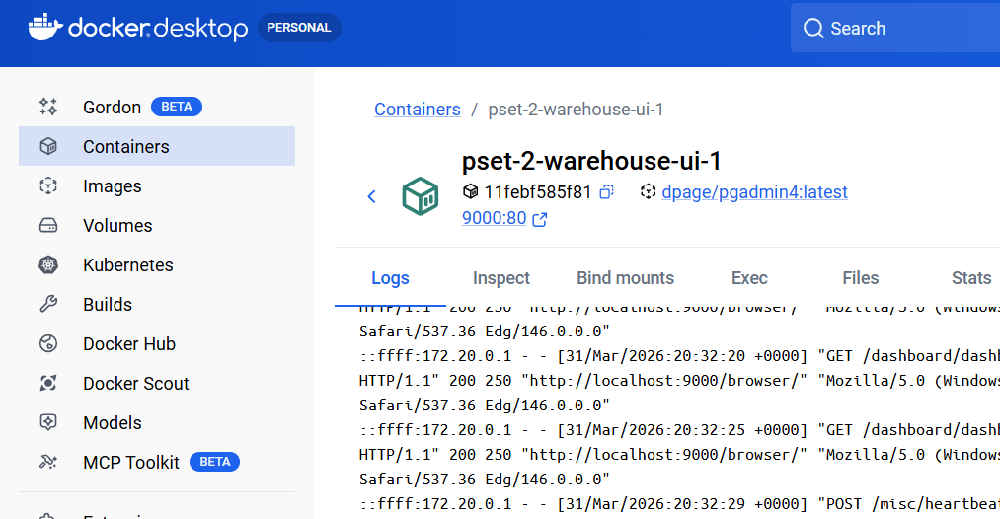 docker.desktop PERSONAL
Search
Gordon BETA
Containers
Images
Volumes
Kubernetes
Builds
Docker Hub
Docker Scout
Models
MCP Toolkit BETA
Containers / pset-2-warehouse-ui-1
pset-2-warehouse-ui-1
11febf585f81 dpage/pgadmin4:latest
9000:80
Logs Inspect Bind mounts Exec Files Stats
HTTP/1.1" 200 250 "http://localhost:9000/browser/" "Mozilla/5.0 (Windows
Safari/537.36 Edg/146.0.0.0"
::ffff:172.20.0.1 - - [31/Mar/2026:20:32:20 +0000] "GET /dashboard/dashb
HTTP/1.1" 200 250 "http://localhost:9000/browser/" "Mozilla/5.0 (Windows
Safari/537.36 Edg/146.0.0.0"
::ffff:172.20.0.1 - - [31/Mar/2026:20:32:25 +0000] "GET /dashboard/dashb
HTTP/1.1" 200 250 "http://localhost:9000/browser/" "Mozilla/5.0 (Windows
Safari/537.36 Edg/146.0.0.0"
::ffff:172.20.0.1 - - [31/Mar/2026:20:32:29 +0000] "POST /misc/heartbeat